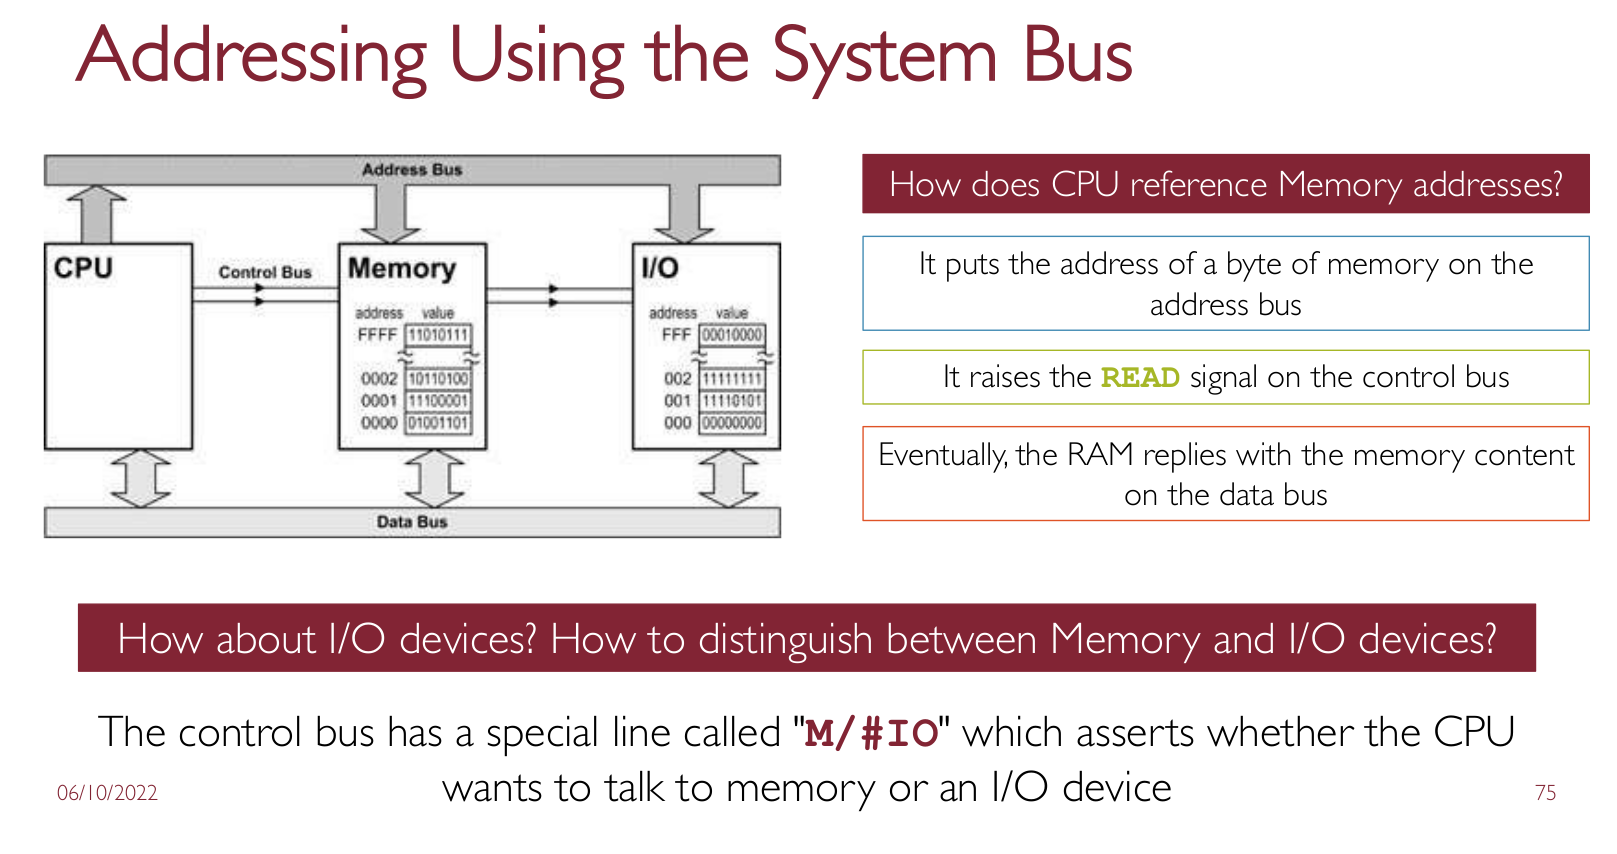 Addressing Using the System Bus
Address Bus
CPU
Control Bus
Memory
address value
FFFF 11010111
0002 10110100
0001 11100001
0000 01001101
I/O
address value
FFF 00010000
002 11111111
001 11110101
000 00000000
Data Bus
How does CPU reference Memory addresses?
It puts the address of a byte of memory on the
address bus
It raises the READ signal on the control bus
Eventually, the RAM replies with the memory content
on the data bus
How about I/O devices? How to distinguish between Memory and I/O devices?
The control bus has a special line called "M/#IO" which asserts whether the CPU
wants to talk to memory or an I/O device
06/10/2022
75